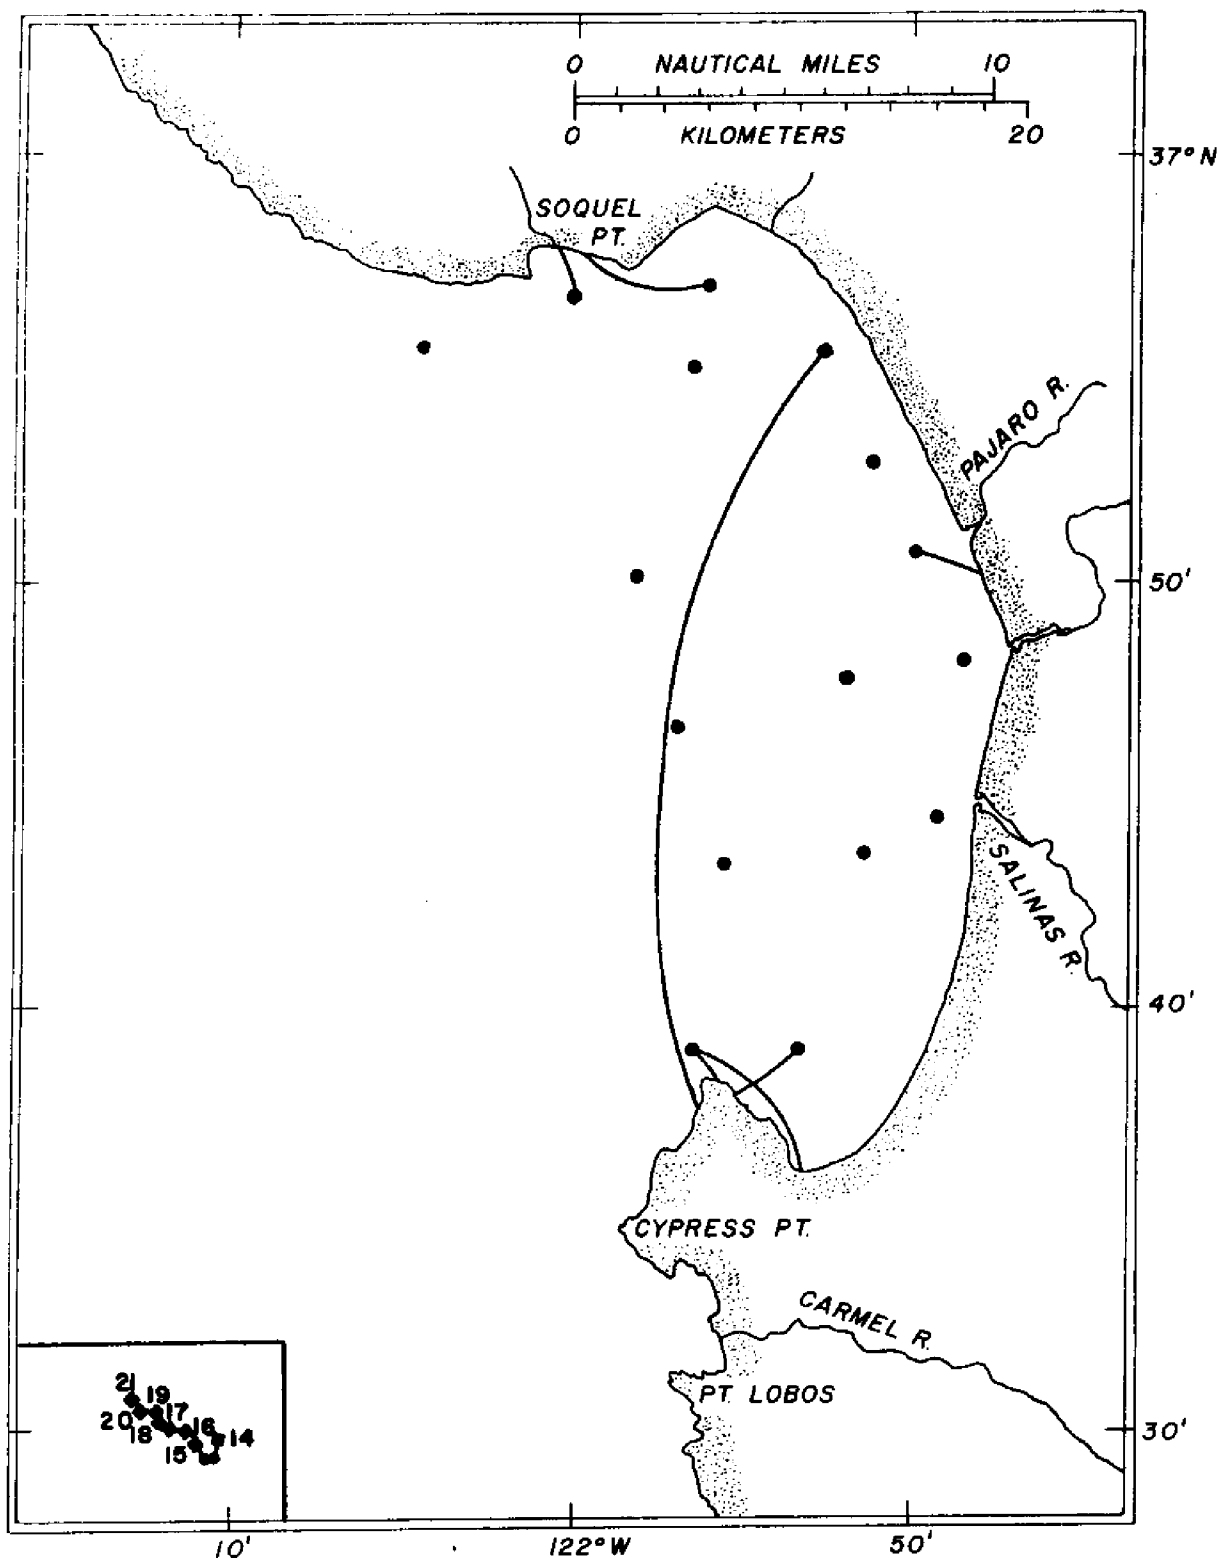 0 NAUTICAL MILES 10
0 KILOMETERS 20
37° N
SOQUEL
PT.
PAJARO R.
50'
SALINAS R.
40'
CYPRESS PT.
CARMEL R.
PT. LOBOS
30'
21
19
17
20
18
16
14
15
10'
122° W
50'